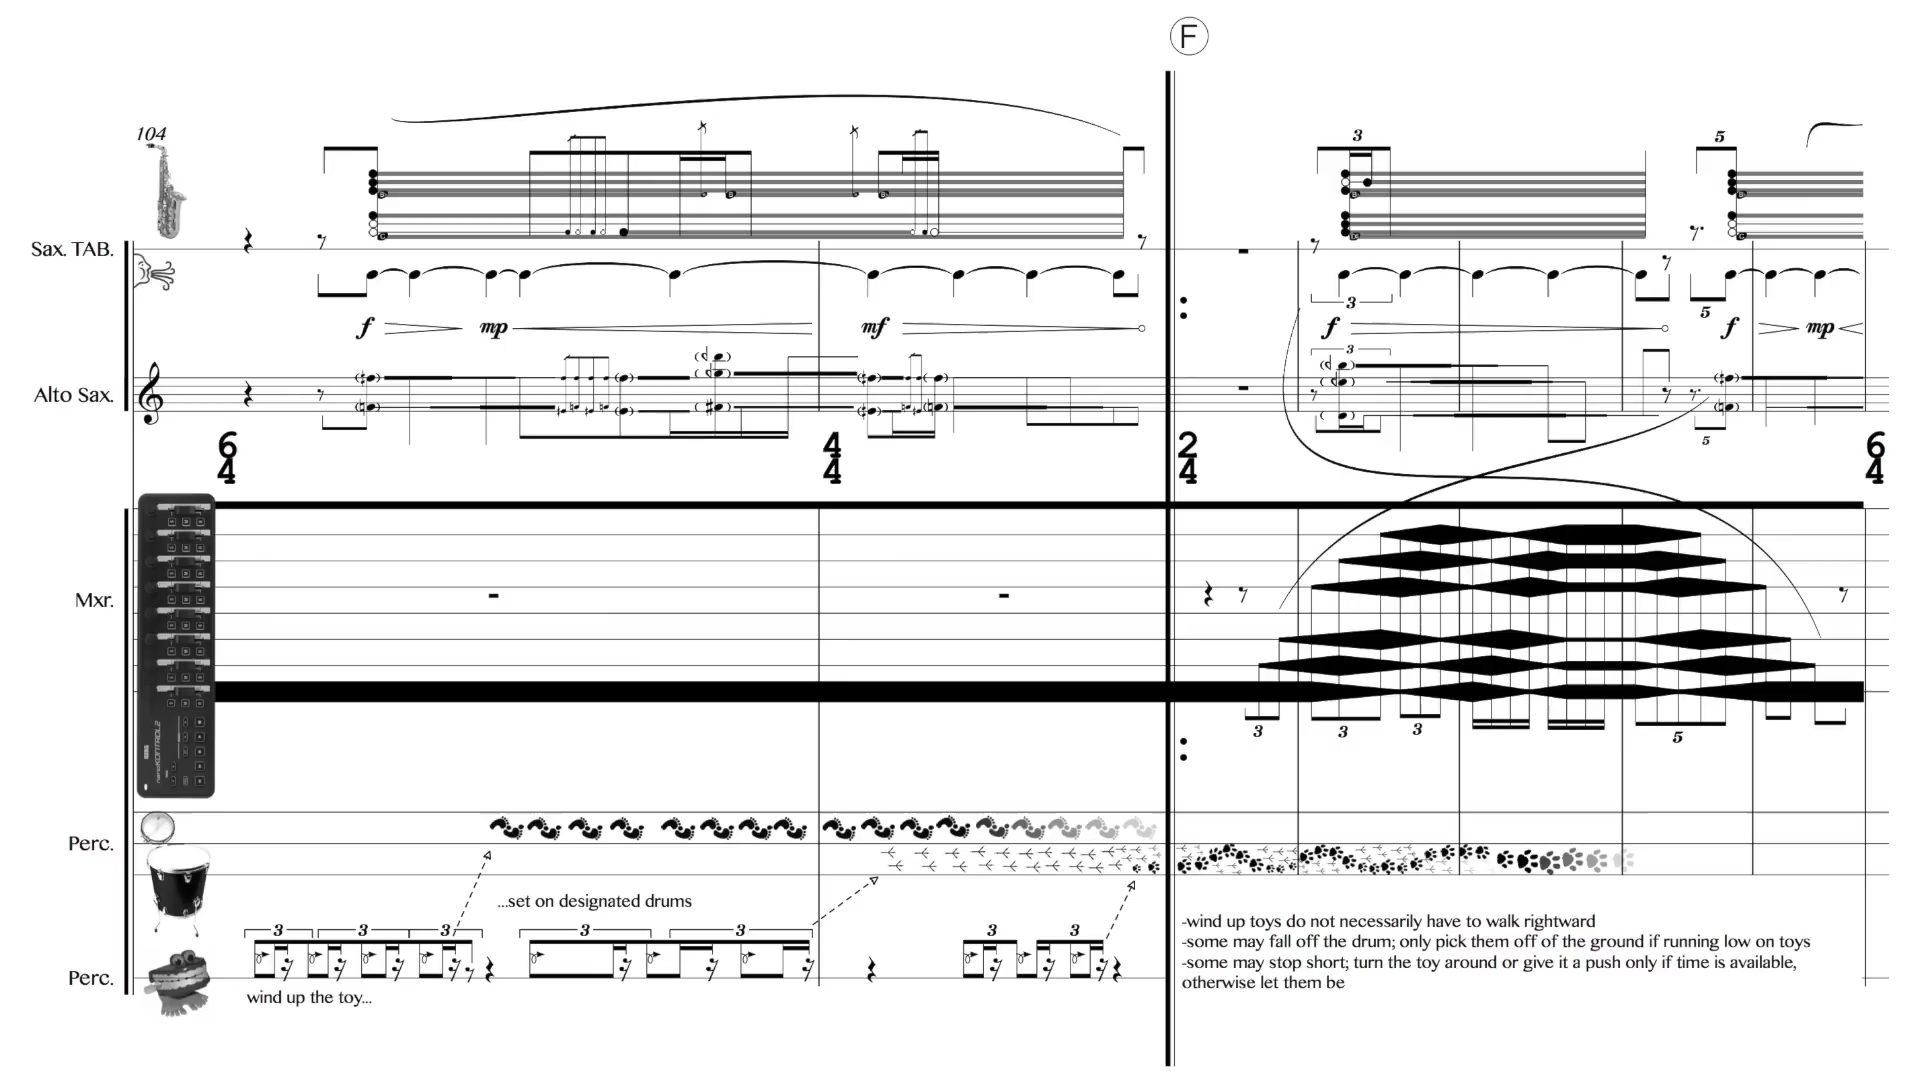 F
104
3
5
Sax. TAB.
3
5
f mp mf f f mp
3
Alto Sax.
5
6 4
4 4
2 4
6 4
Mxr.
3 3 3 5
nanoKONTROL2
KORG
Perc.
...set on designated drums
3 3 3 3 3 3 3
Perc.
wind up the toy...
-wind up toys do not necessarily have to walk rightward
-some may fall off the drum; only pick them off of the ground if running low on toys
-some may stop short; turn the toy around or give it a push only if time is available,
otherwise let them be